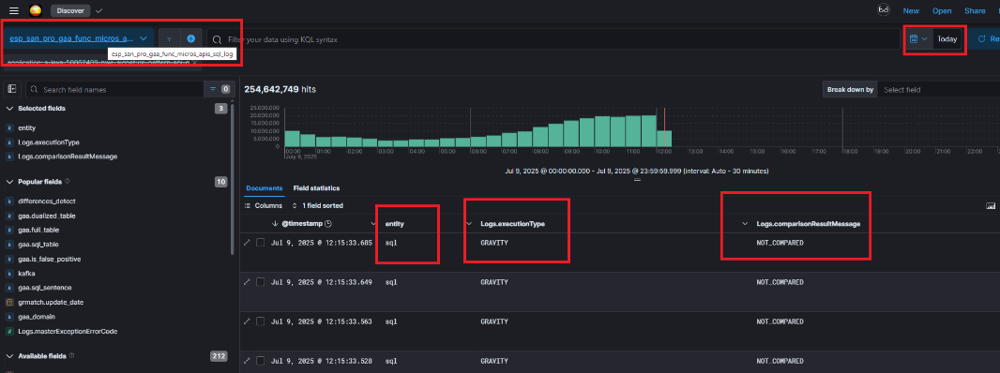 Discover
New Open Share
esp_san_pro_gaa_func_micros_a...
Filter your data using KQL syntax
Today
Re
esp_san_pro_gaa_func_micros_apis_sql_log
Search field names
0
254,642,749 hits
Break down by
Select field
Selected fields
3
entity
Logs.executionType
Logs.comparisonResultMessage
Popular fields
10
differences_detect
gaa.dualized_table
gaa.full_table
gaa.sql_table
gaa.is_false_positive
kafka
gaa.sql_sentence
grmatch.update_date
gaa_domain
Logs.masterExceptionErrorCode
Available fields
212
25,000,000
20,000,000
15,000,000
10,000,000
5,000,000
0
00:00 01:00 02:00 03:00 04:00 05:00 06:00 07:00 08:00 09:00 10:00 11:00 12:00 13:00 14:00 15:00 16:00 17:00 18:00 19:00 20:00 21:00 22:00
July 9, 2025
Jul 9, 2025 @ 00:00:00.000 - Jul 9, 2025 @ 23:59:59.999 (interval: Auto - 30 minutes)
Documents Field statistics
Columns 1 field sorted
@timestamp entity Logs.executionType Logs.comparisonResultMessage
Jul 9, 2025 @ 12:15:33.685 sql GRAVITY NOT_COMPARED
Jul 9, 2025 @ 12:15:33.649 sql GRAVITY NOT_COMPARED
Jul 9, 2025 @ 12:15:33.563 sql GRAVITY NOT_COMPARED
Jul 9, 2025 @ 12:15:33.528 sql GRAVITY NOT_COMPARED